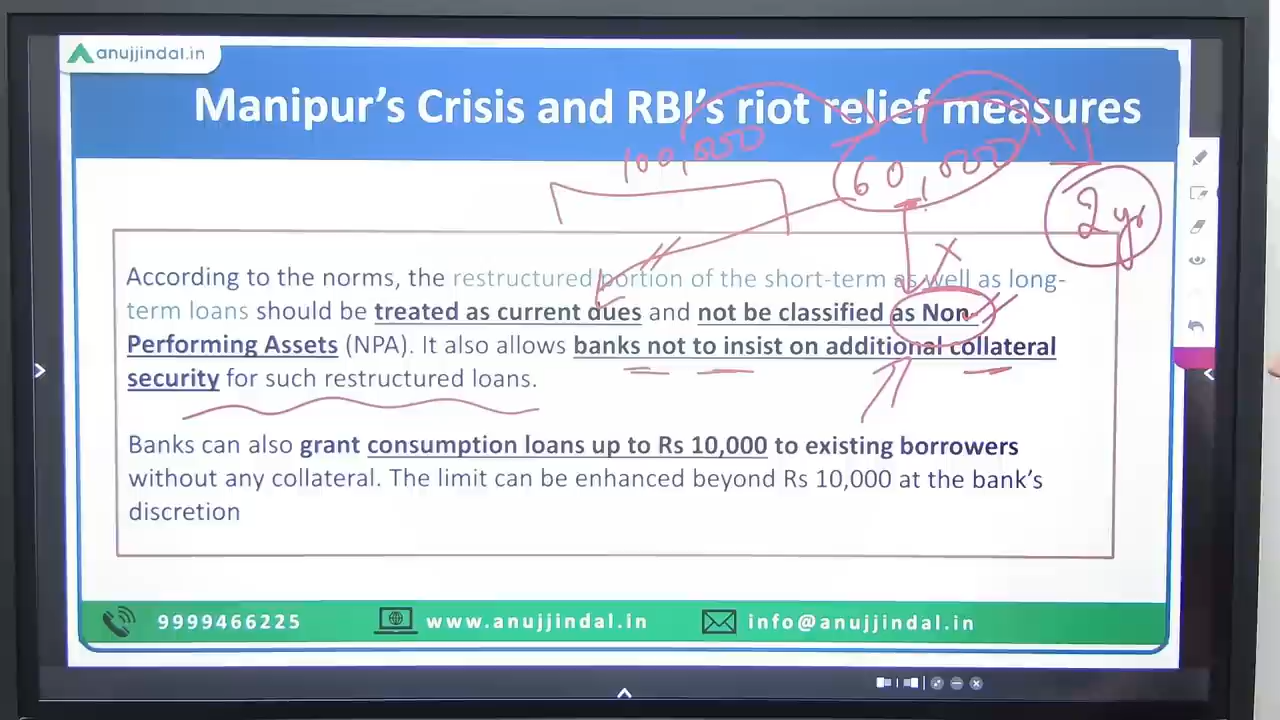 anujjindal.in
Manipur's Crisis and RBI's riot relief measures
100,000
60,000
2 yr
According to the norms, the restructured portion of the short-term as well as long-
term loans should be treated as current dues and not be classified as Non
Performing Assets (NPA). It also allows banks not to insist on additional collateral
security for such restructured loans.
Banks can also grant consumption loans up to Rs 10,000 to existing borrowers
without any collateral. The limit can be enhanced beyond Rs 10,000 at the bank's
discretion
9999466225 www.anujjindal.in info@anujjindal.in